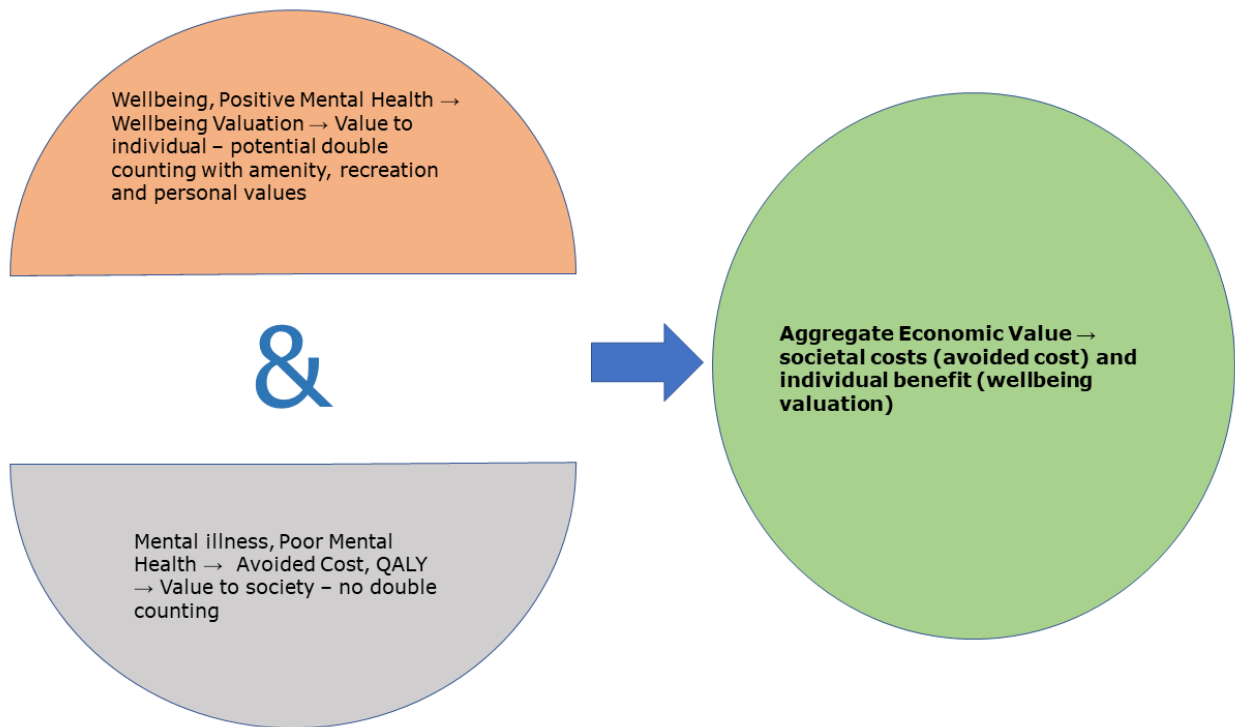 Wellbeing, Positive Mental Health →
Wellbeing Valuation → Value to
individual – potential double
counting with amenity, recreation
and personal values
&
Mental illness, Poor Mental
Health → Avoided Cost, QALY
→ Value to society – no double
counting
Aggregate Economic Value →
societal costs (avoided cost) and
individual benefit (wellbeing
valuation)